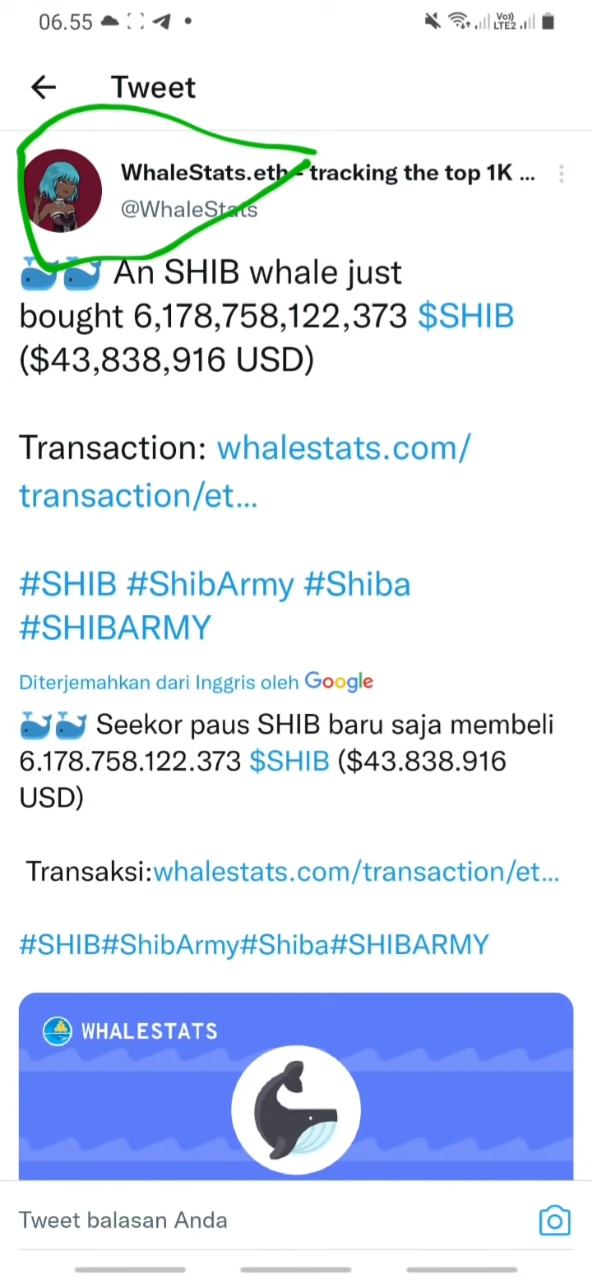 06.55
Vo))
LTE2
Tweet
WhaleStats.eth - tracking the top 1K ...
@WhaleStats
An SHIB whale just
bought 6,178,758,122,373 $SHIB
($43,838,916 USD)
Transaction: whalestats.com/
transaction/et...
#SHIB #ShibArmy #Shiba
#SHIBARMY
Diterjemahkan dari Inggris oleh Google
Seekor paus SHIB baru saja membeli
6.178.758.122.373 $SHIB ($43.838.916
USD)
Transaksi:whalestats.com/transaction/et...
#SHIB#ShibArmy#Shiba#SHIBARMY
WHALESTATS
Tweet balasan Anda